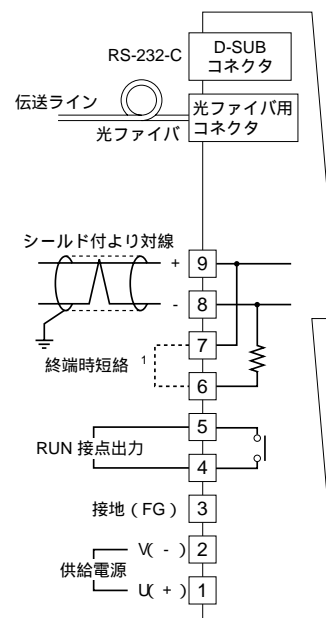 RS-232-C
D-SUB
コネクタ
伝送ライン
光ファイバ
光ファイバ用
コネクタ
シールド付より対線
+ 9
- 8
7
終端時短絡 1
6
5
RUN 接点出力
4
接地（FG） 3
V( - ) 2
供給電源
U( + ) 1